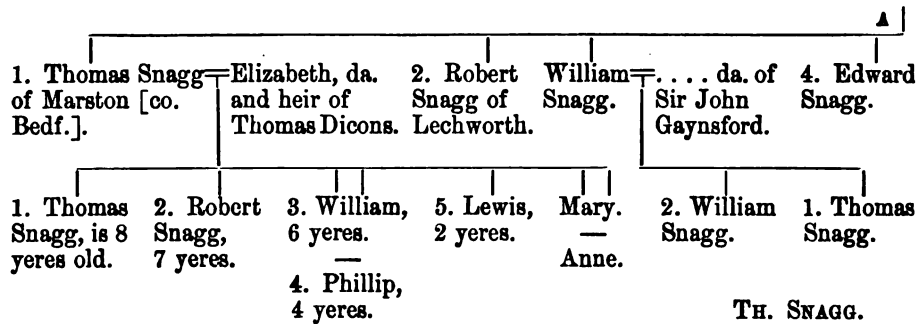 A
1. Thomas Snagg
of Marston [co.
Bedf.].
Elizabeth, da.
and heir of
Thomas Dicons.
2. Robert
Snagg of
Lechworth.
William
Snagg.
. . . . da. of
Sir John
Gaynsford.
4. Edward
Snagg.
1. Thomas
Snagg, is 8
yeres old.
2. Robert
Snagg,
7 yeres.
3. William,
6 yeres.
—
4. Phillip,
4 yeres.
5. Lewis,
2 yeres.
Mary.
—
Anne.
2. William
Snagg.
1. Thomas
Snagg.
TH. SNAGG.